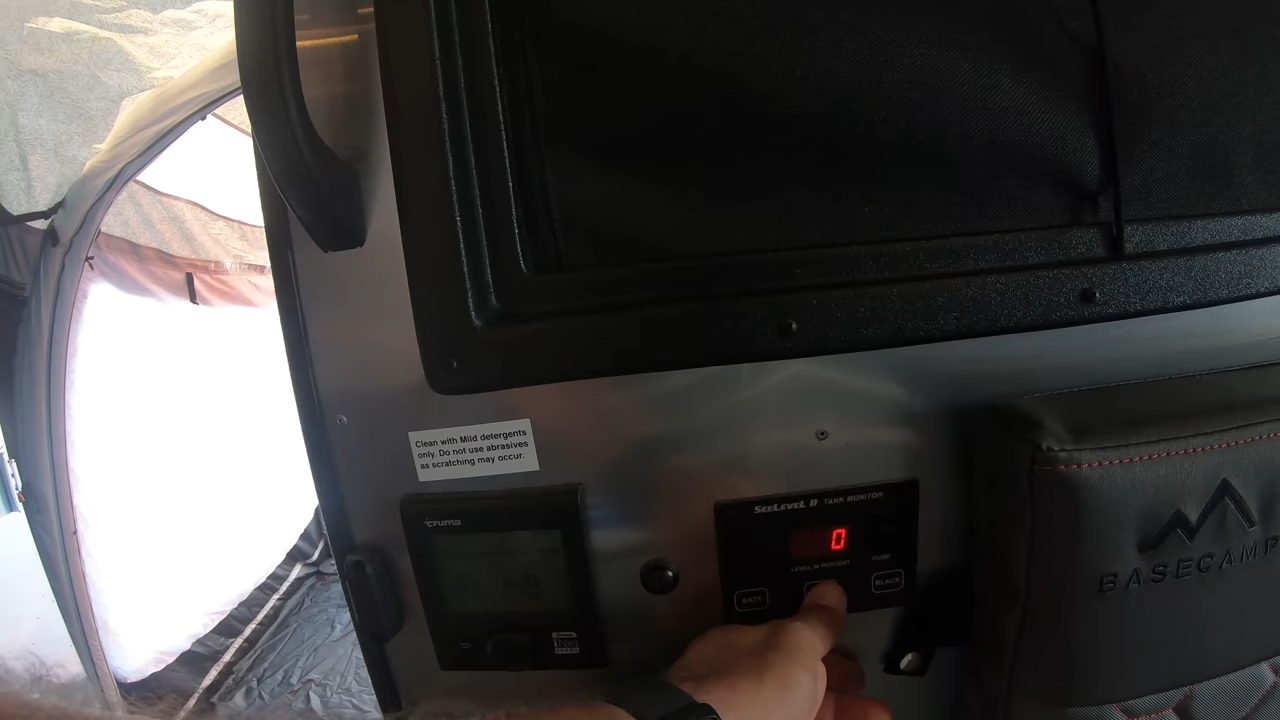 Clean with Mild detergents
only. Do not use abrasives
as scratching may occur.
truma
SEELEVEL II TANK MONITOR
0
LEVEL IN PERCENT
PUMP
BATT
BLACK
BASECAMP